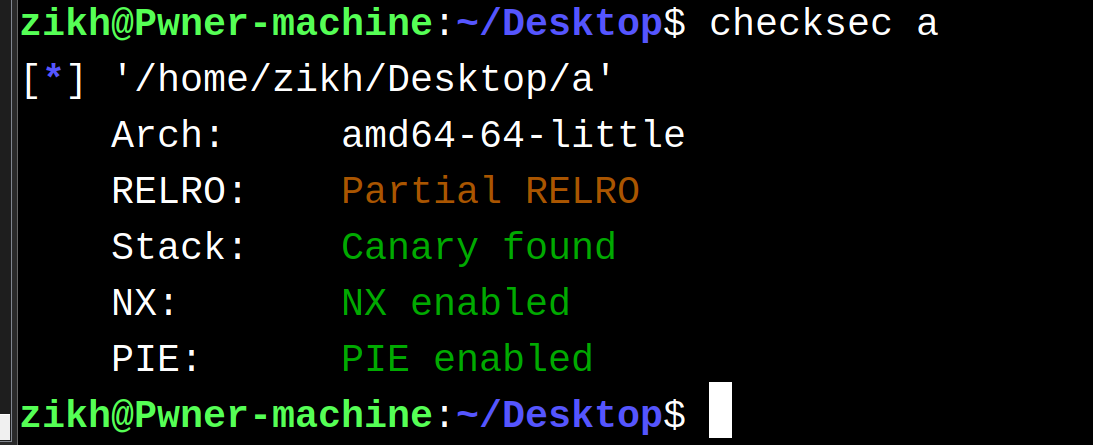 zikh@Pwner-machine:~/Desktop$ checksec a
[*] '/home/zikh/Desktop/a'
    Arch:     amd64-64-little
    RELRO:    Partial RELRO
    Stack:    Canary found
    NX:       NX enabled
    PIE:      PIE enabled
zikh@Pwner-machine:~/Desktop$